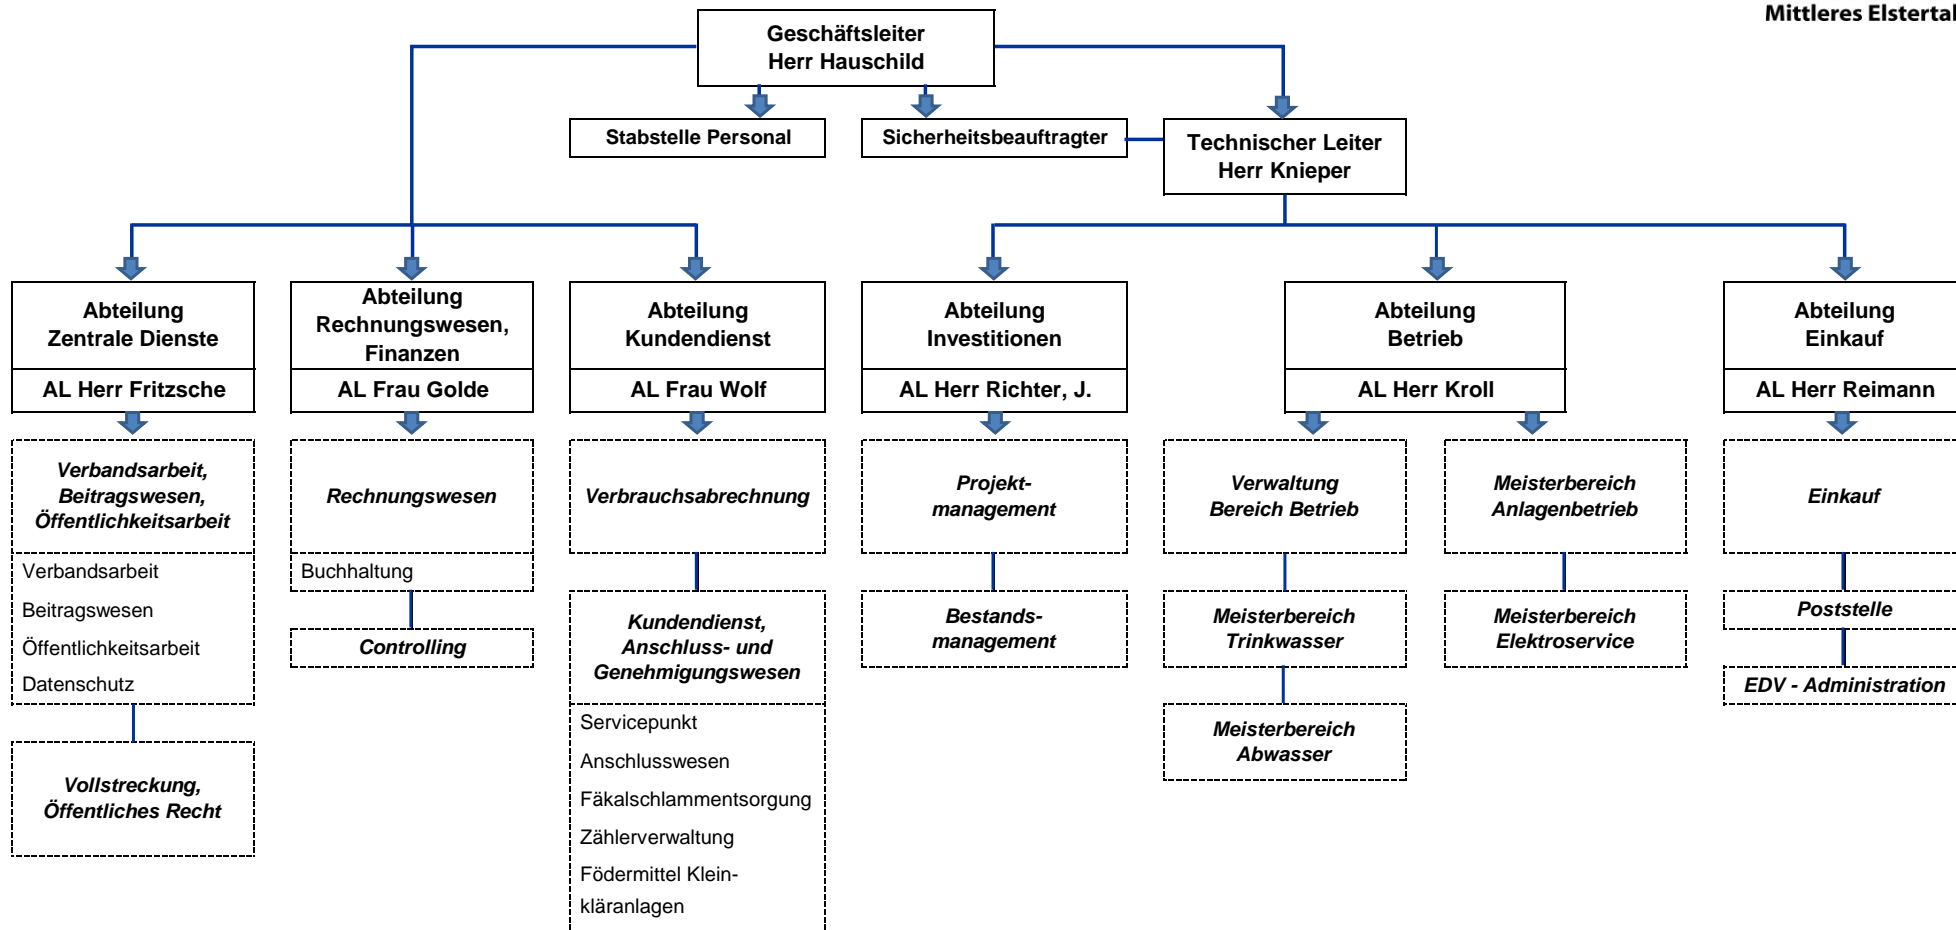 Mittleres Elstertal
Geschäftsleiter
Herr Hauschild
Stabstelle Personal
Sicherheitsbeauftragter
Technischer Leiter
Herr Knieper
Abteilung
Zentrale Dienste
AL Herr Fritzsche
Abteilung
Rechnungswesen,
Finanzen
AL Frau Golde
Abteilung
Kundendienst
AL Frau Wolf
Abteilung
Investitionen
AL Herr Richter, J.
Abteilung
Betrieb
AL Herr Kroll
Abteilung
Einkauf
AL Herr Reimann
Verbandsarbeit,
Beitragswesen,
Öffentlichkeitsarbeit
Verbandsarbeit
Beitragswesen
Öffentlichkeitsarbeit
Datenschutz
Vollstreckung,
Öffentliches Recht
Rechnungswesen
Buchhaltung
Controlling
Verbrauchsabrechnung
Kundendienst,
Anschluss- und
Genehmigungswesen
Servicepunkt
Anschlusswesen
Fäkalschlammentsorgung
Zählerverwaltung
Födermittel Klein-
kläranlagen
Projekt-
management
Bestands-
management
Verwaltung
Bereich Betrieb
Meisterbereich
Trinkwasser
Meisterbereich
Abwasser
Meisterbereich
Anlagenbetrieb
Meisterbereich
Elektroservice
Einkauf
Poststelle
EDV - Administration